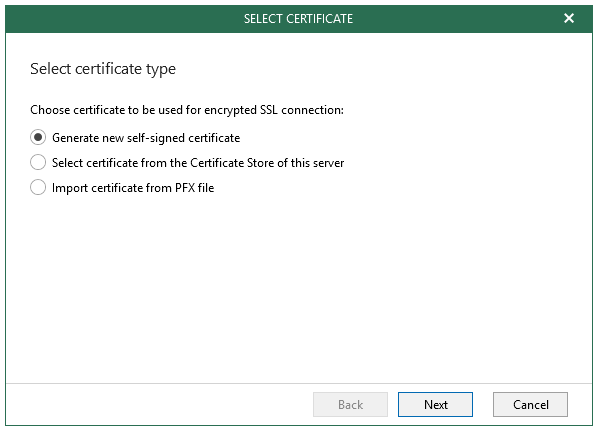 SELECT CERTIFICATE
Select certificate type
Choose certificate to be used for encrypted SSL connection:
Generate new self-signed certificate
Select certificate from the Certificate Store of this server
Import certificate from PFX file
Back Next Cancel